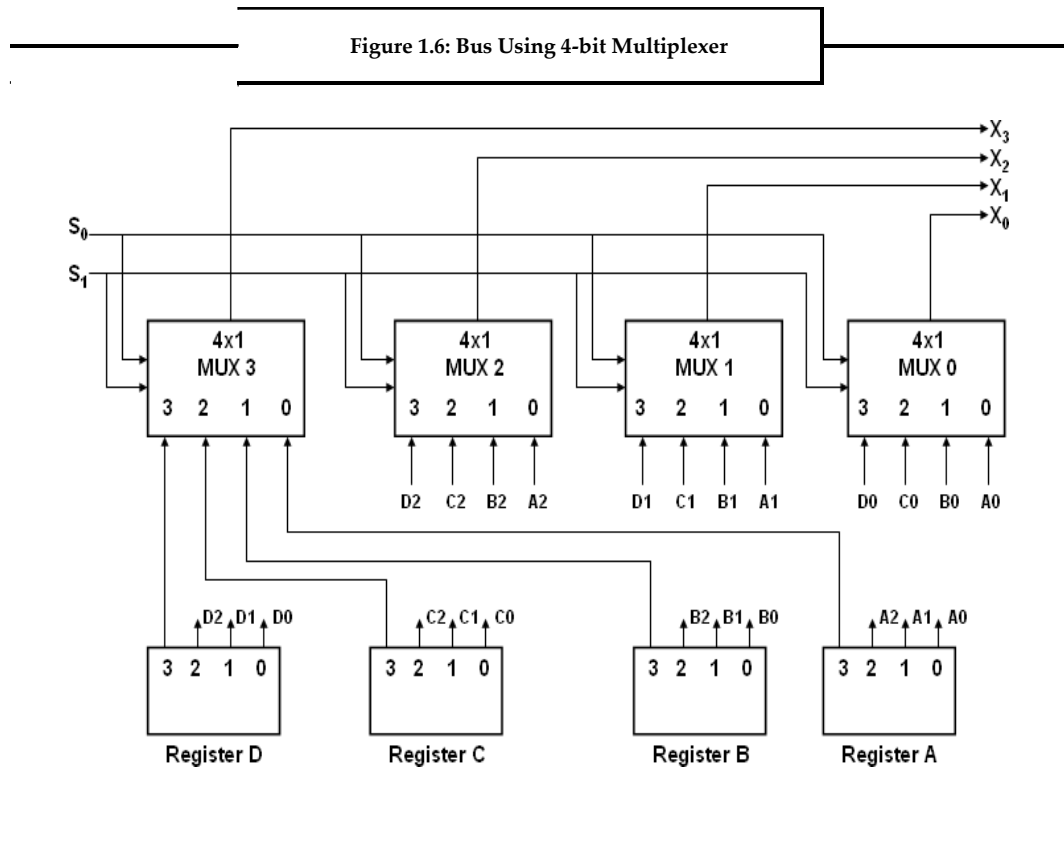 Figure 1.6: Bus Using 4-bit Multiplexer
X3
X2
X1
X0
S0
S1
4x1 4x1 4x1 4x1
MUX 3 MUX 2 MUX 1 MUX 0
3 2 1 0 3 2 1 0 3 2 1 0 3 2 1 0
D2 C2 B2 A2 D1 C1 B1 A1 D0 C0 B0 A0
D2 D1 D0 C2 C1 C0 B2 B1 B0 A2 A1 A0
3 2 1 0 3 2 1 0 3 2 1 0 3 2 1 0
Register D Register C Register B Register A